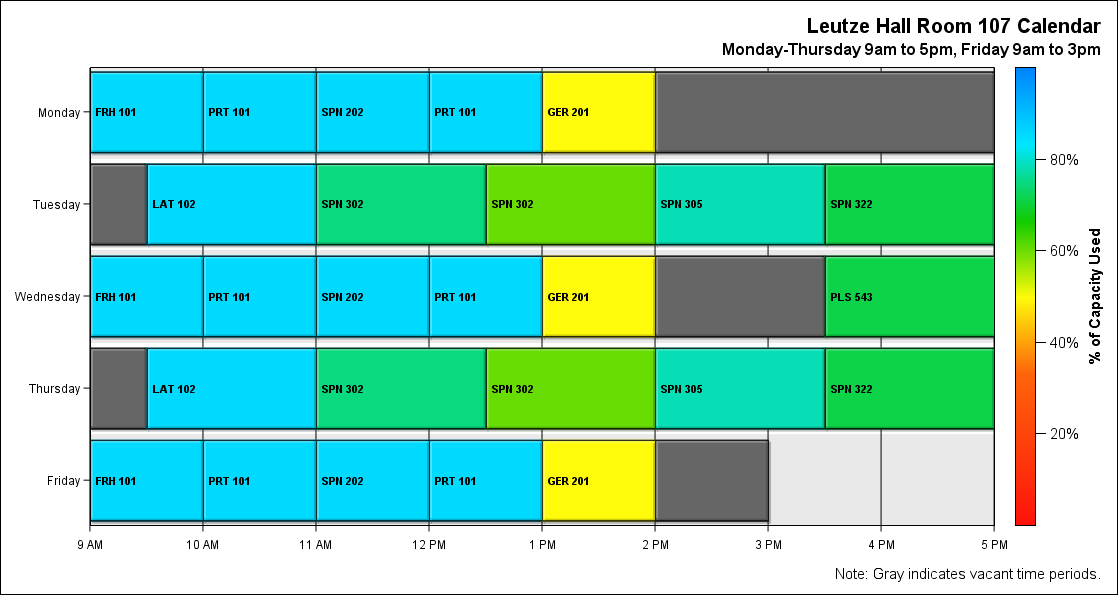 Leutze Hall Room 107 Calendar
Monday-Thursday 9am to 5pm, Friday 9am to 3pm
Monday
FRH 101
PRT 101
SPN 202
PRT 101
GER 201
Tuesday
LAT 102
SPN 302
SPN 302
SPN 305
SPN 322
Wednesday
FRH 101
PRT 101
SPN 202
PRT 101
GER 201
PLS 543
Thursday
LAT 102
SPN 302
SPN 302
SPN 305
SPN 322
Friday
FRH 101
PRT 101
SPN 202
PRT 101
GER 201
9 AM
10 AM
11 AM
12 PM
1 PM
2 PM
3 PM
4 PM
5 PM
80%
60%
40%
20%
% of Capacity Used
Note: Gray indicates vacant time periods.